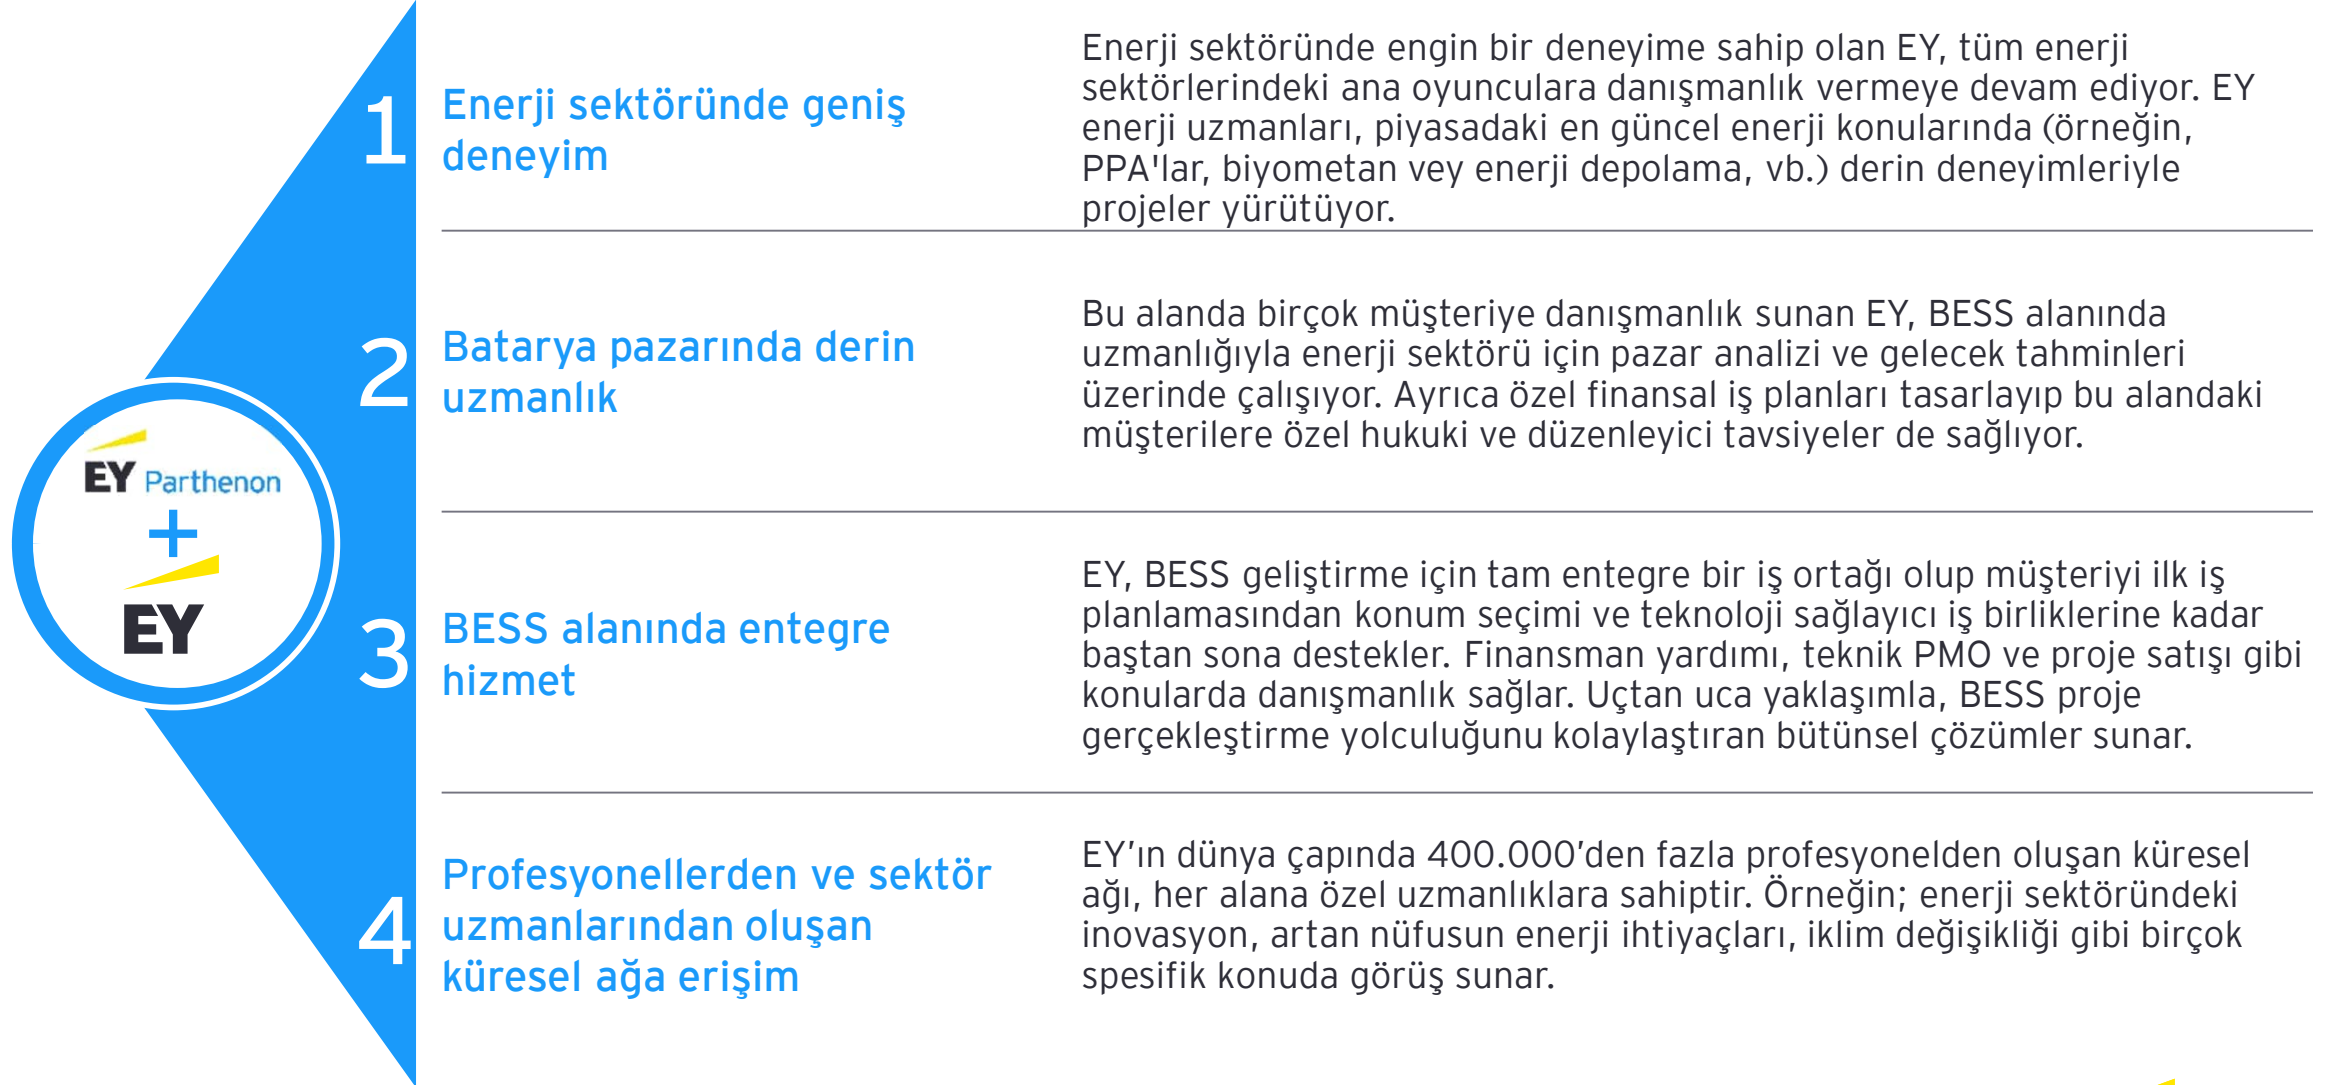 1
Enerji sektöründe geniş
deneyim
Enerji sektöründe engin bir deneyime sahip olan EY, tüm enerji
sektörlerindeki ana oyunculara danışmanlık vermeye devam ediyor. EY
enerji uzmanları, piyasadaki en güncel enerji konularında (örneğin,
PPA'lar, biyometan vey enerji depolama, vb.) derin deneyimleriyle
projeler yürütüyor.
2
Batarya pazarında derin
uzmanlık
Bu alanda birçok müşteriye danışmanlık sunan EY, BESS alanında
uzmanlığıyla enerji sektörü için pazar analizi ve gelecek tahminleri
üzerinde çalışıyor. Ayrıca özel finansal iş planları tasarlayıp bu alandaki
müşterilere özel hukuki ve düzenleyici tavsiyeler de sağlıyor.
EY Parthenon
+
EY
3
BESS alanında entegre
hizmet
EY, BESS geliştirme için tam entegre bir iş ortağı olup müşteriyi ilk iş
planlamasından konum seçimi ve teknoloji sağlayıcı iş birliklerine kadar
baştan sona destekler. Finansman yardımı, teknik PMO ve proje satışı gibi
konularda danışmanlık sağlar. Uçtan uca yaklaşımla, BESS proje
gerçekleştirme yolculuğunu kolaylaştıran bütünsel çözümler sunar.
4
Profesyonellerden ve sektör
uzmanlarından oluşan
küresel ağa erişim
EY’ın dünya çapında 400.000’den fazla profesyonelden oluşan küresel
ağı, her alana özel uzmanlıklara sahiptir. Örneğin; enerji sektöründeki
inovasyon, artan nüfusun enerji ihtiyaçları, iklim değişikliği gibi birçok
spesifik konuda görüş sunar.